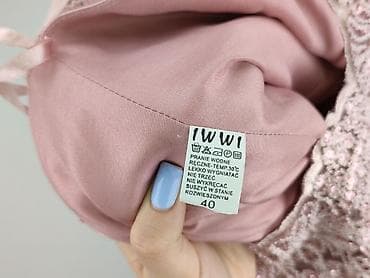 IWWI
PRANIE WODNE
RĘCZNE-TEMP.30°C
LEKKO WYGNIATAĆ
NIE TRZEĆ
NIE WYKRĘCAĆ
SUSZYĆ W STANIE
ROZWIESZONYM
40